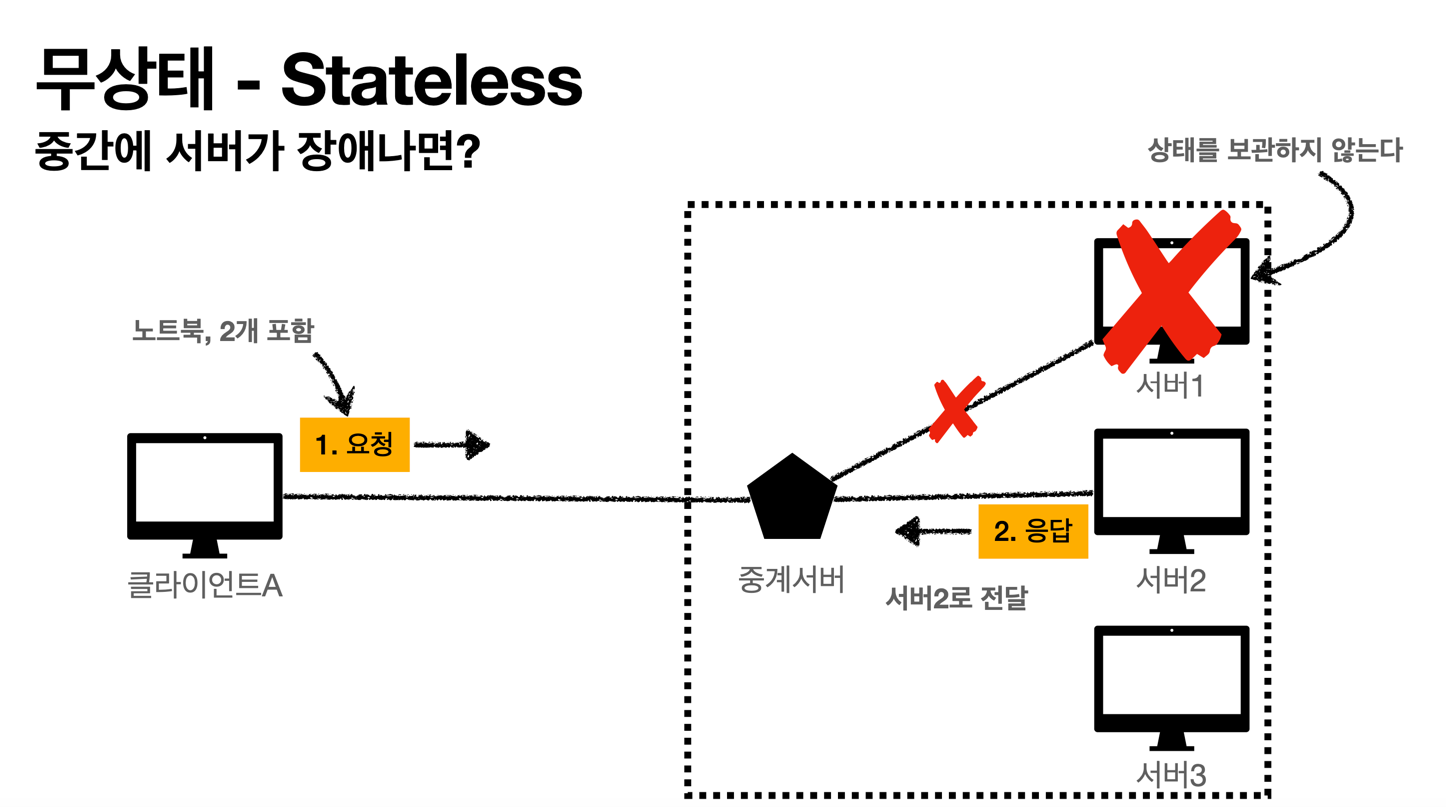 무상태 - Stateless
중간에 서버가 장애나면?
상태를 보관하지 않는다
노트북, 2개 포함
1. 요청
클라이언트A
중계서버
서버1
2. 응답
서버2로 전달
서버2
서버3